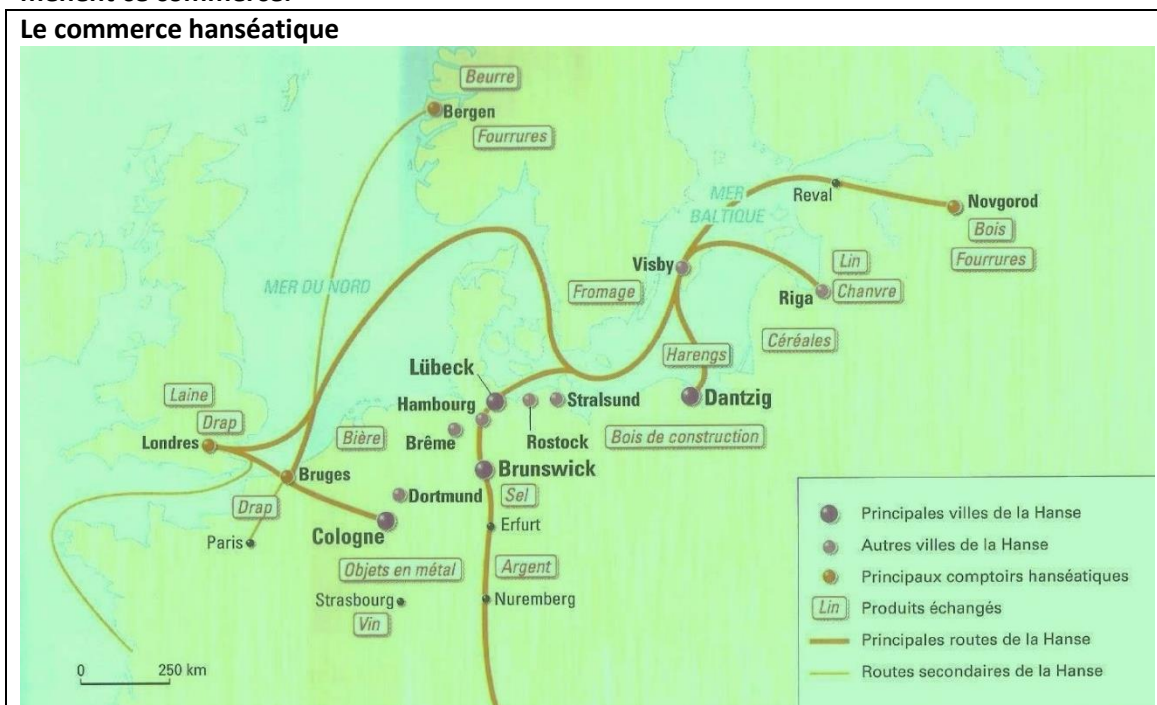 menent ce commerce.
Le commerce hanséatique
Beurre
Bergen
Fourrures
MER
BALTIQUE
Reval
Novgorod
Bois
Fourrures
Visby
Lin
Riga
Chanvre
MER DU NORD
Fromage
Céréales
Harengs
Lübeck
Laine
Drap
Hambourg
Stralsund
Dantzig
Londres
Bière
Brême
Rostock
Bois de construction
Bruges
Brunswick
Drap
Dortmund
Sel
Paris
Cologne
Erfurt
Objets en métal
Argent
Strasbourg
Nuremberg
Vin
0 250 km
Principales villes de la Hanse
Autres villes de la Hanse
Principaux comptoirs hanséatiques
Lin Produits échangés
Principales routes de la Hanse
Routes secondaires de la Hanse